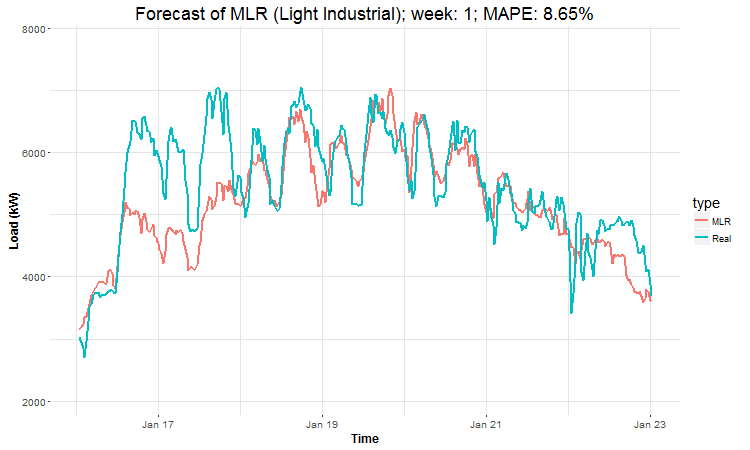 Forecast of MLR (Light Industrial); week: 1; MAPE: 8.65%
8000
6000
4000
2000
Load (KW)
Jan 17
Jan 19
Jan 21
Jan 23
Time
type
MLR
Real